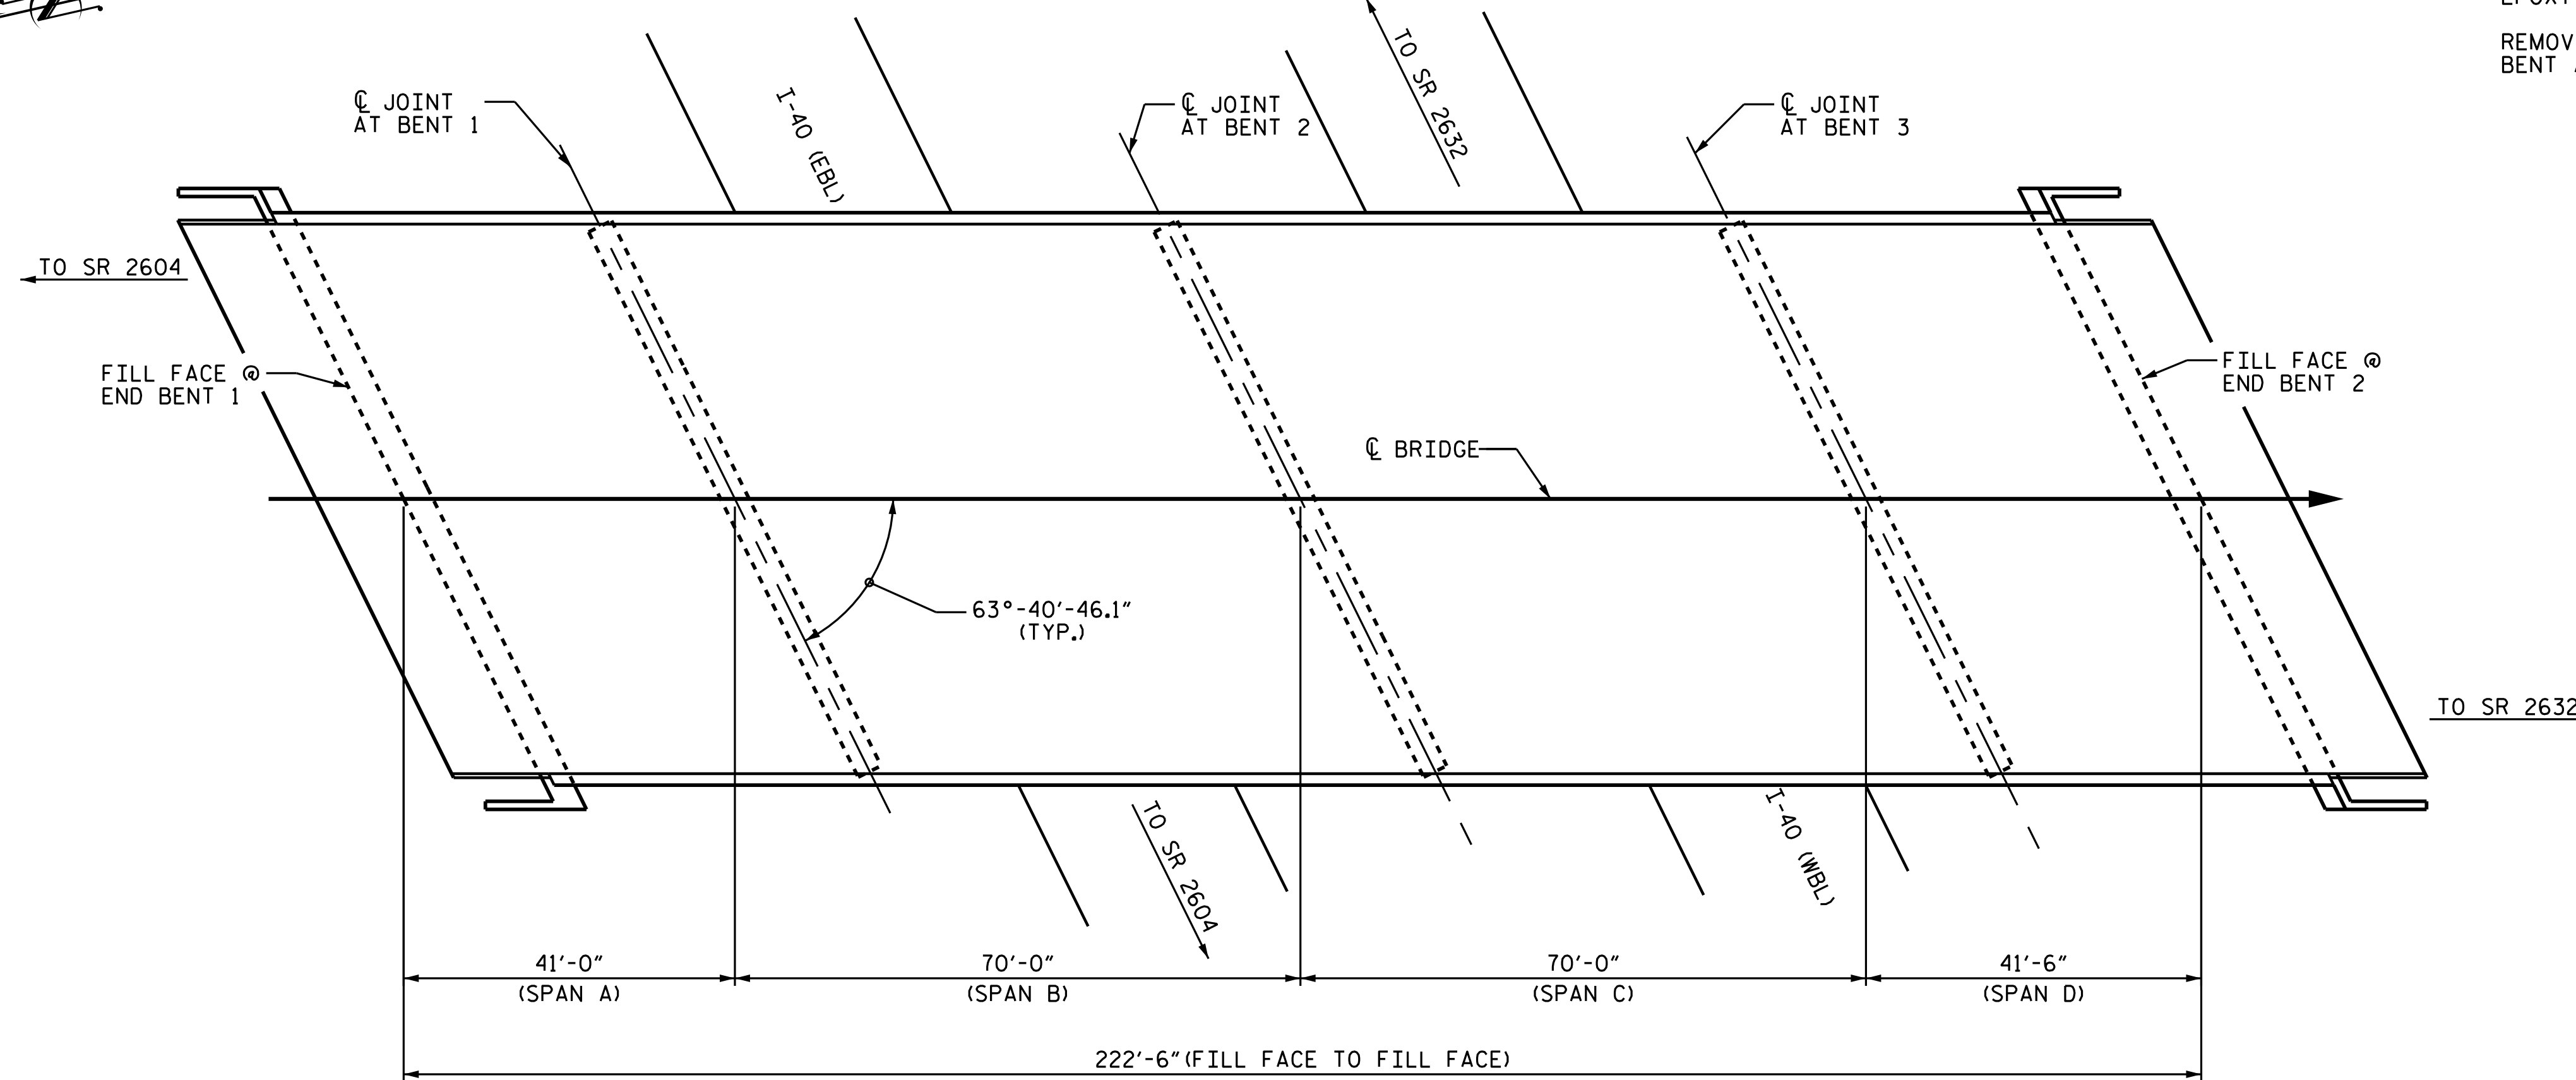 REMOV
BENT
TO SR 2632
℄ JOINT
AT BENT 1
I-40 (EBL)
℄ JOINT
AT BENT 2
℄ JOINT
AT BENT 3
TO SR 2604
FILL FACE @
END BENT 1
FILL FACE @
END BENT 2
℄ BRIDGE
63°-40'-46.1"
(TYP.)
TO SR 2632
TO SR 2604
I-40 (WBL)
41'-0"
(SPAN A)
70'-0"
(SPAN B)
70'-0"
(SPAN C)
41'-6"
(SPAN D)
222'-6"(FILL FACE TO FILL FACE)